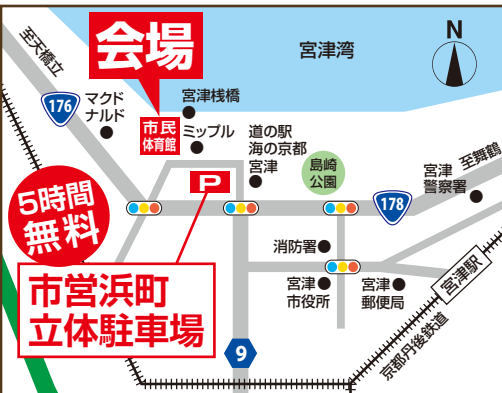 至天橋立
会場
宮津湾
N
176
マクド
ナルド
宮津桟橋
市民
体育館
ミップル
道の駅
海の京都
宮津
島崎
公園
至舞鶴
宮津
警察署
P
178
5時間
無料
消防署
市営浜町
立体駐車場
宮津
市役所
宮津
郵便局
宮津駅
京都丹後鉄道
9